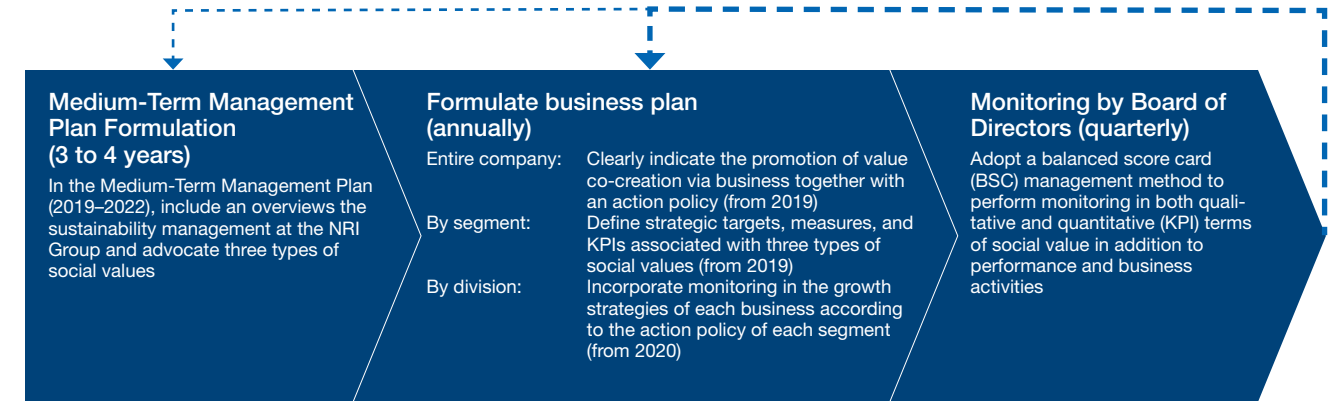 Medium-Term Management
Plan Formulation
(3 to 4 years)
In the Medium-Term Management Plan
(2019–2022), include an overviews the
sustainability management at the NRI
Group and advocate three types of
social values
Formulate business plan
(annually)
Entire company: Clearly indicate the promotion of value
co-creation via business together with
an action policy (from 2019)
By segment: Define strategic targets, measures, and
KPIs associated with three types of
social values (from 2019)
By division: Incorporate monitoring in the growth
strategies of each business according
to the action policy of each segment
(from 2020)
Monitoring by Board of
Directors (quarterly)
Adopt a balanced score card
(BSC) management method to
perform monitoring in both quali-
tative and quantitative (KPI) terms
of social value in addition to
performance and business
activities